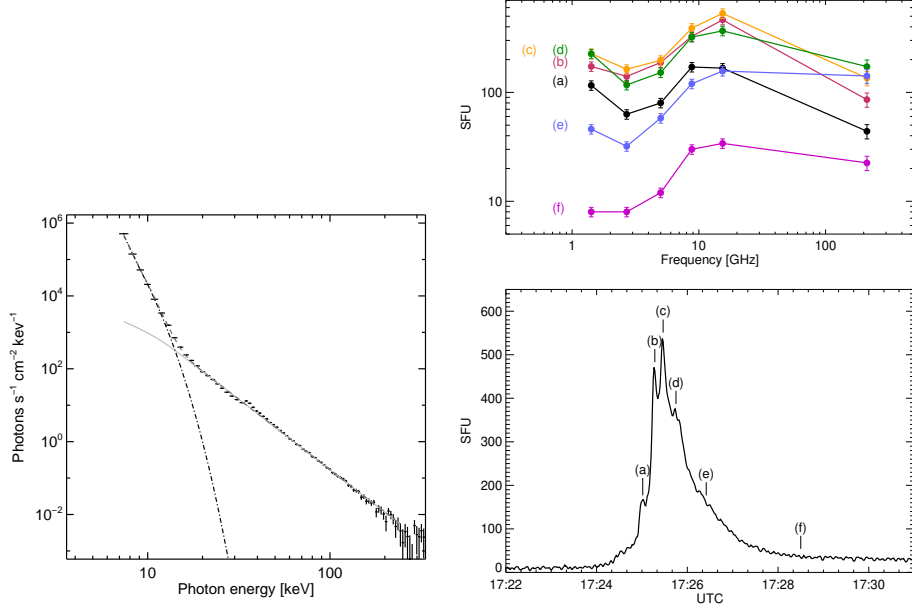 10⁶
10⁴
10²
10⁰
10⁻²
10
100
Photon energy [keV]
Photons s⁻¹ cm⁻² kev⁻¹
(c)
(d)
(b)
(a)
(e)
(f)
100
10
SFU
1
10
100
Frequency [GHz]
600
500
400
300
200
100
0
SFU
(a)
(b)
(c)
(d)
(e)
(f)
17:22
17:24
17:26
17:28
17:30
UTC